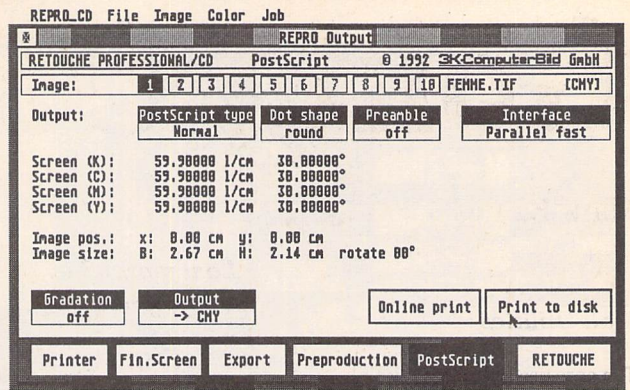 REPRO_CD File Image Color Job
REPRO Output
RETOUCHE PROFESSIONAL/CD PostScript © 1992 3K-ComputerBild GmbH
Image: 1 2 3 4 5 6 7 8 9 10 FEMME.TIF [CMY]
Output: PostScript type Dot shape Preamble Interface
Normal round off Parallel fast
Screen (K): 59.90000 l/cm 30.00000°
Screen (C): 59.90000 l/cm 30.00000°
Screen (M): 59.90000 l/cm 30.00000°
Screen (Y): 59.90000 l/cm 30.00000°
Image pos.: x: 0.00 cm y: 0.00 cm
Image size: B: 2.67 cm H: 2.14 cm rotate 00°
Gradation Output
off -> CMY Online print Print to disk
Printer Fin.Screen Export Preproduction PostScript RETOUCHE